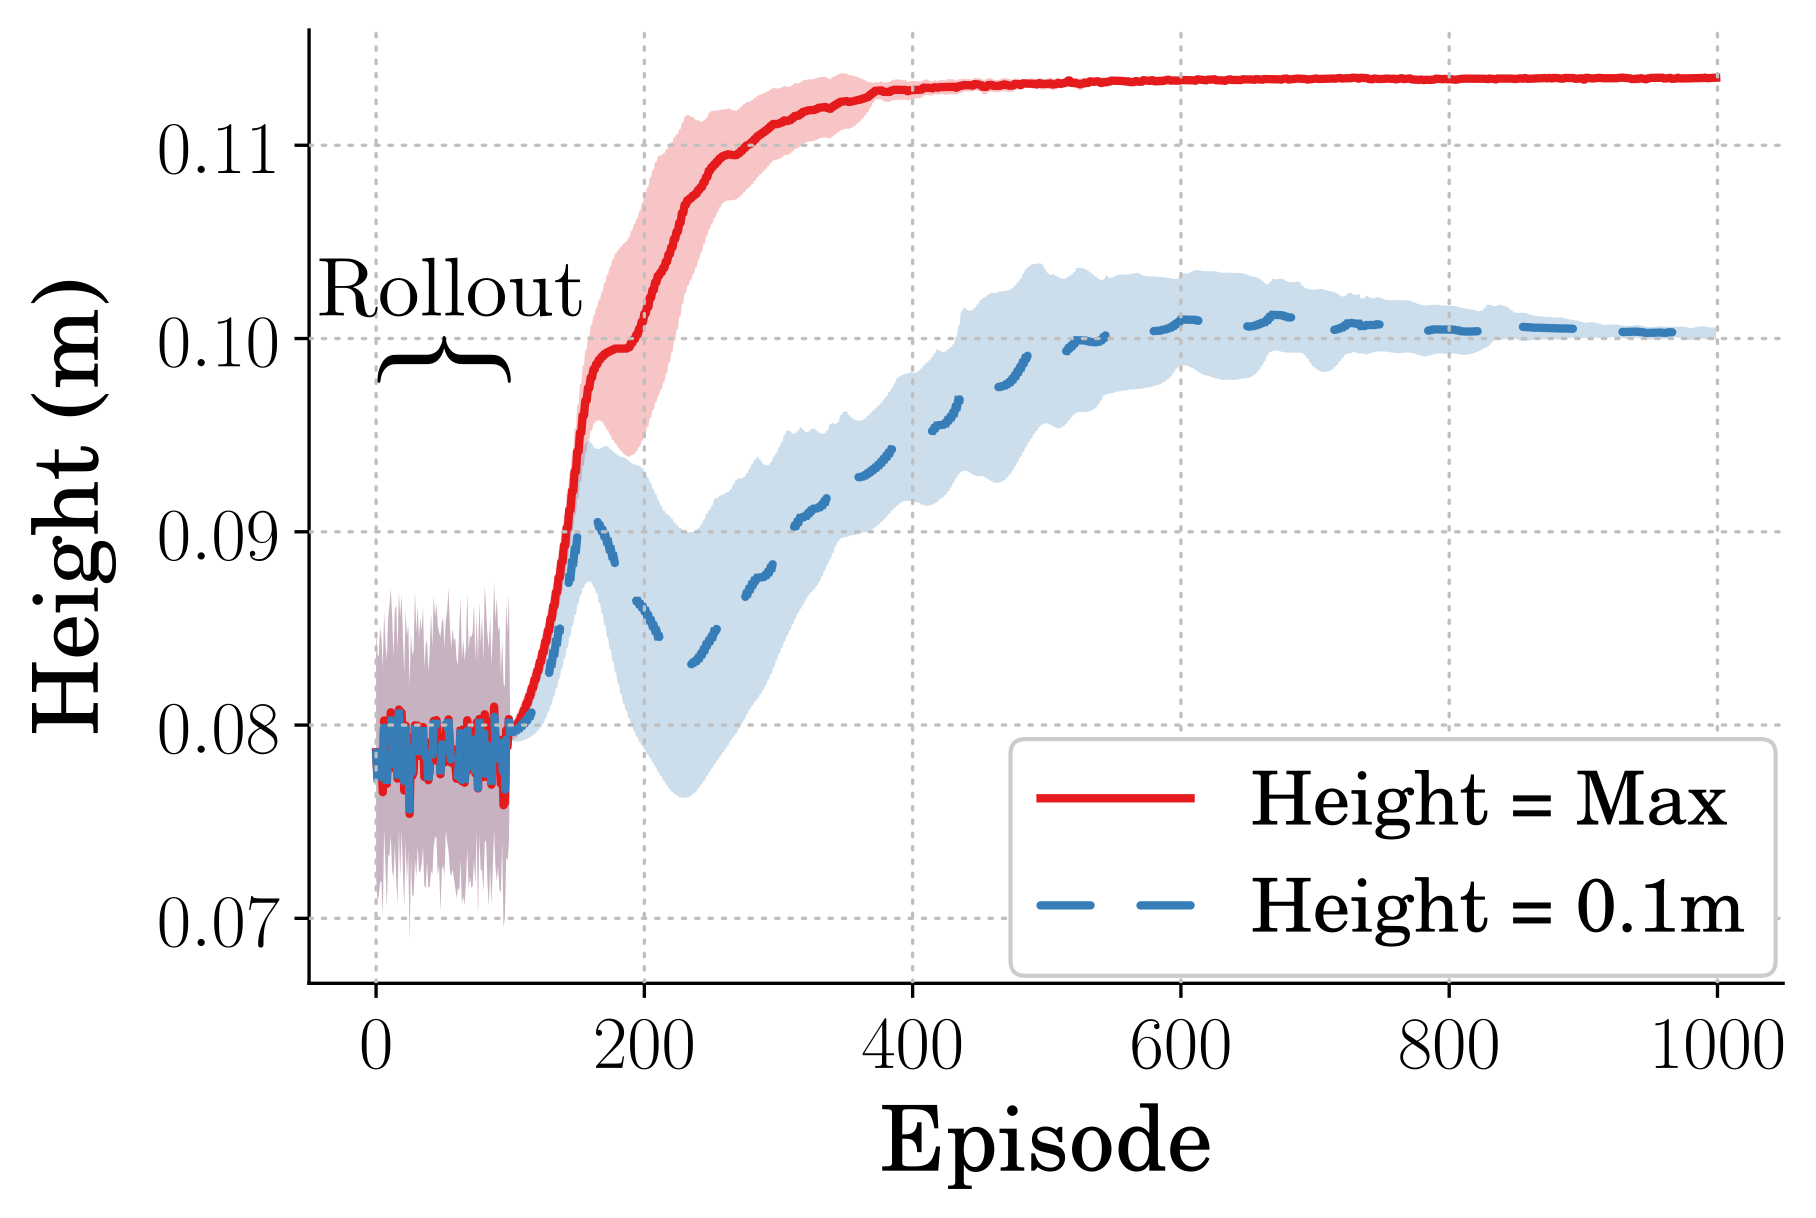 Height (m)
0.11
0.10
0.09
0.08
0.07
Rollout
Height = Max
Height = 0.1m
0 200 400 600 800 1000
Episode